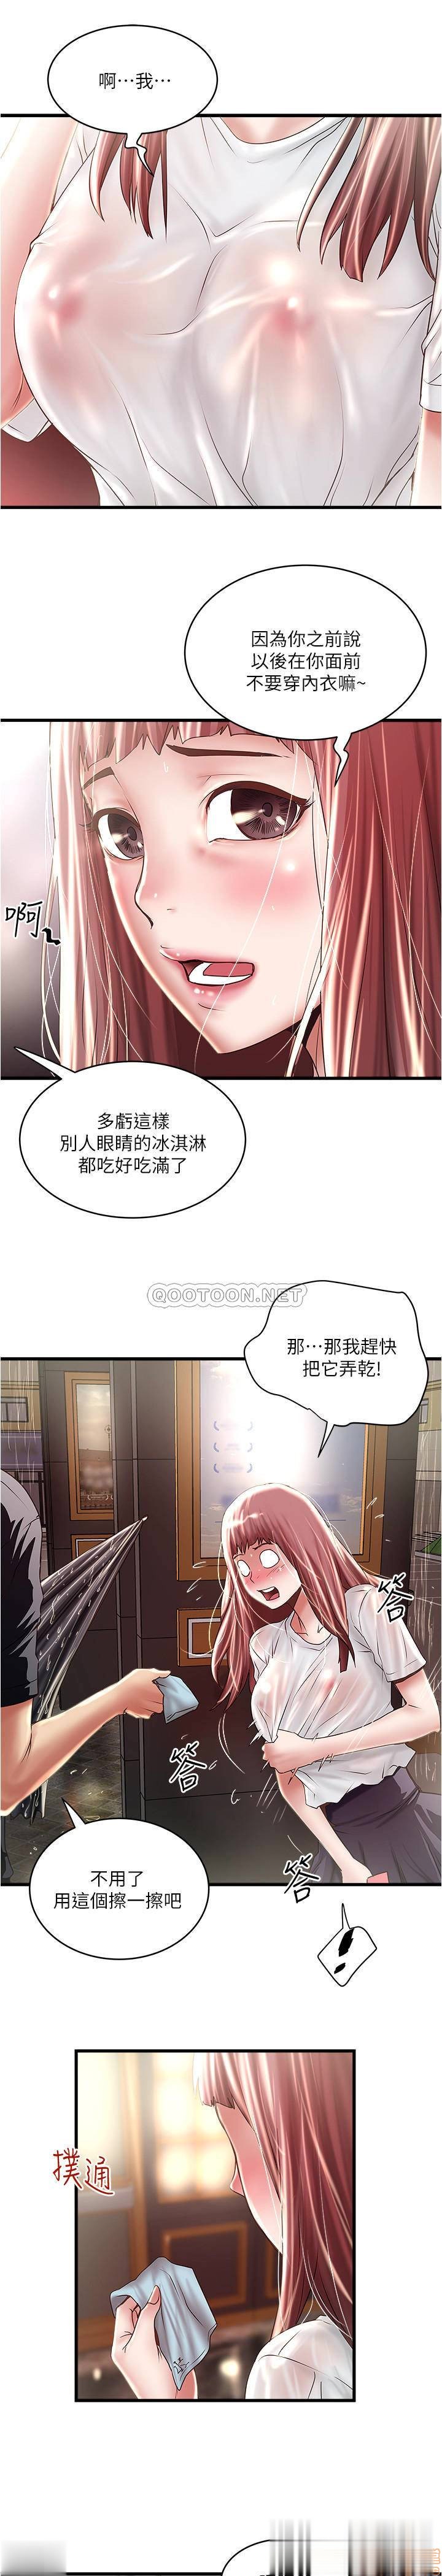 啊⋯我⋯
因為你之前說
以後在你面前
不要穿內衣嘛~
啊~
多虧這樣
別人眼睛的冰淇淋
都吃好吃滿了
QOOTOON.NET
那⋯那我趕快
把它弄乾!
答
答
不用了
用這個擦一擦吧
答
!
撲通